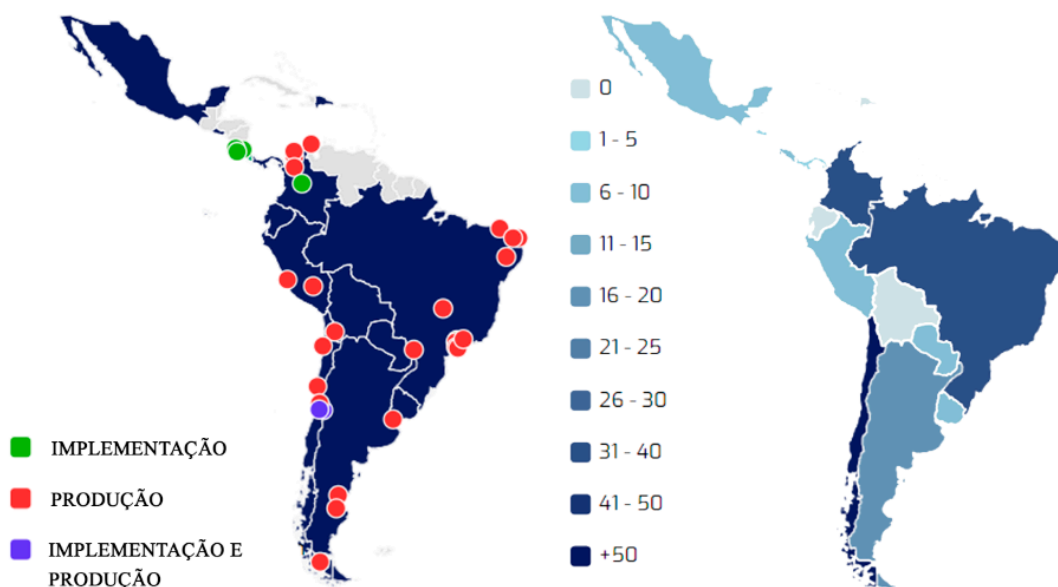 IMPLEMENTAÇÃO
PRODUÇÃO
IMPLEMENTAÇÃO E
PRODUÇÃO
0
1 - 5
6 - 10
11 - 15
16 - 20
21 - 25
26 - 30
31 - 40
41 - 50
+50